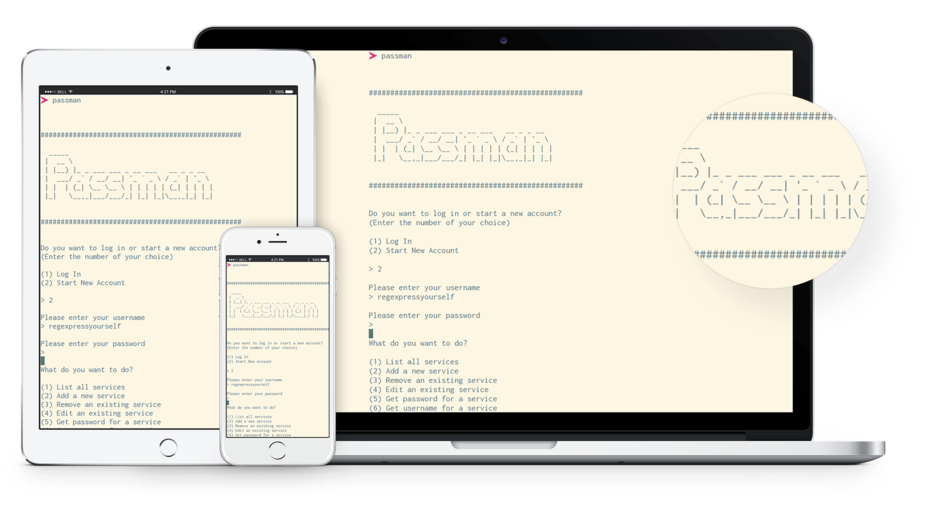 ●●●○○ BELL 4:21 PM 100%
> passman
##################################################
Passman
##################################################
Do you want to log in or start a new account?
(Enter the number of your choice)
(1) Log In
(2) Start New Account
> 2
Please enter your username
> regexpressyourself
Please enter your password
>
What do you want to do?
(1) List all services
(2) Add a new service
(3) Remove an existing service
(4) Edit an existing service
(5) Get password for a service
●●●○○ BELL 4:21 PM 100%
> passman
##################################################
Passman
##################################################
Do you want to log in or start a new account?
(Enter the number of your choice)
(1) Log In
(2) Start New Account
> 2
Please enter your username
> regexpressyourself
Please enter your password
What do you want to do?
(1) List all services
(2) Add a new service
(3) Remove an existing service
(4) Edit an existing service
(5) Get password for a service
> passman
##################################################
Passman
##################################################
Do you want to log in or start a new account?
(Enter the number of your choice)
(1) Log In
(2) Start New Account
> 2
Please enter your username
> regexpressyourself
Please enter your password
>
What do you want to do?
(1) List all services
(2) Add a new service
(3) Remove an existing service
(4) Edit an existing service
(5) Get password for a service
(6) Get username for a service